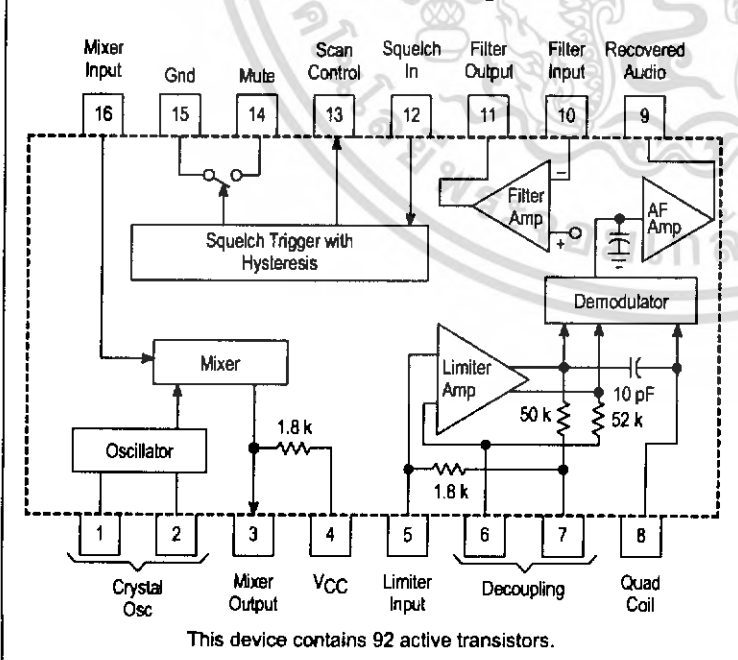 Mixer Input
Gnd
Mute
Scan Control
Squelch In
Filter Output
Filter Input
Recovered Audio
16
15
14
13
12
11
10
9
Squelch Trigger with
Hysteresis
Filter
Amp
−
+
AF
Amp
Demodulator
Mixer
Limiter
Amp
10 pF
50 k
52 k
Oscillator
1.8 k
1.8 k
1
2
3
4
5
6
7
8
Crystal
Osc
Mixer
Output
VCC
Limiter
Input
Decoupling
Quad
Coil
This device contains 92 active transistors.